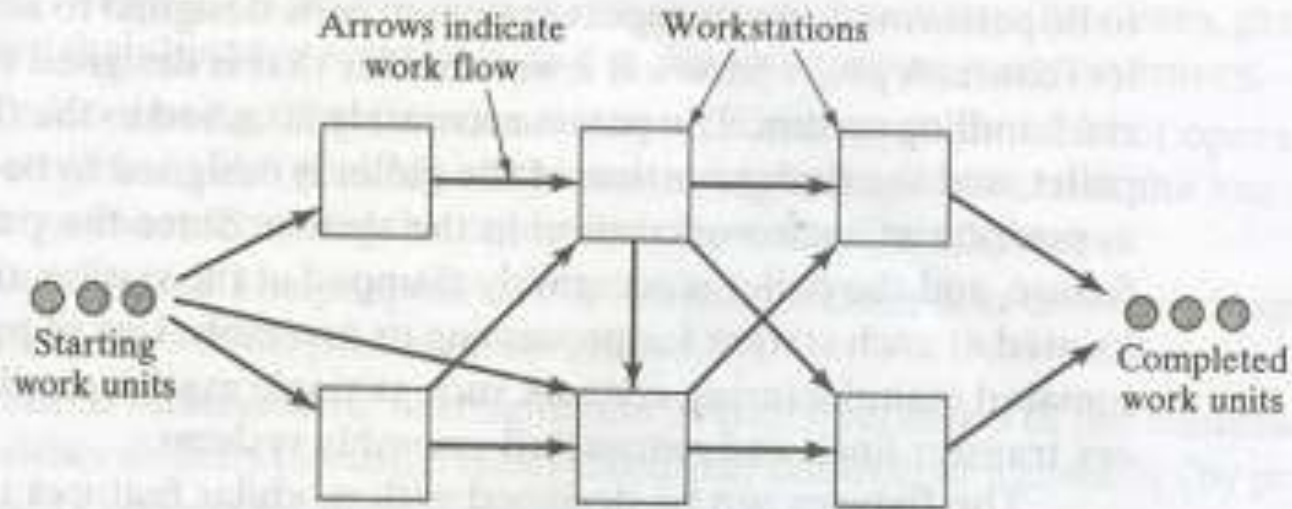 Arrows indicate
work flow
Workstations
Starting
work units
Completed
work units